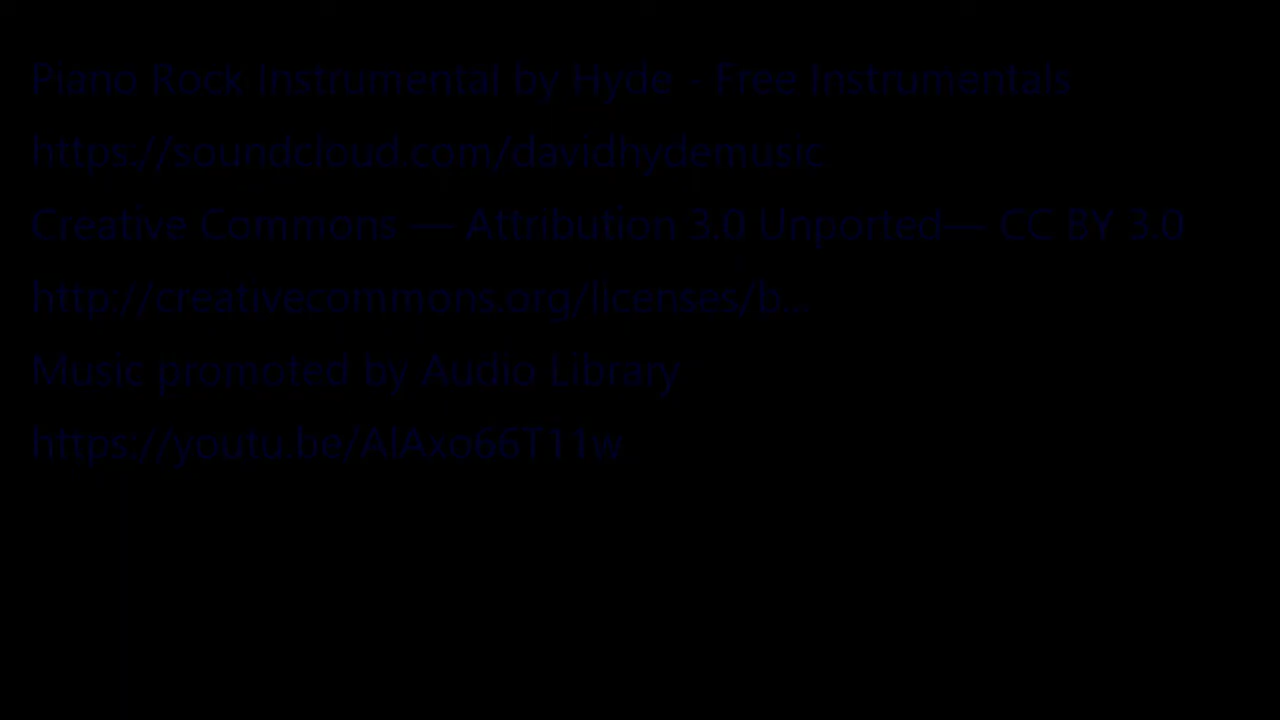 Piano Rock Instrumental by Hyde - Free Instrumentals
https://soundcloud.com/davidhydemusic
Creative Commons — Attribution 3.0 Unported— CC BY 3.0
http://creativecommons.org/licenses/b...
Music promoted by Audio Library
https://youtu.be/AlAxo66T11w